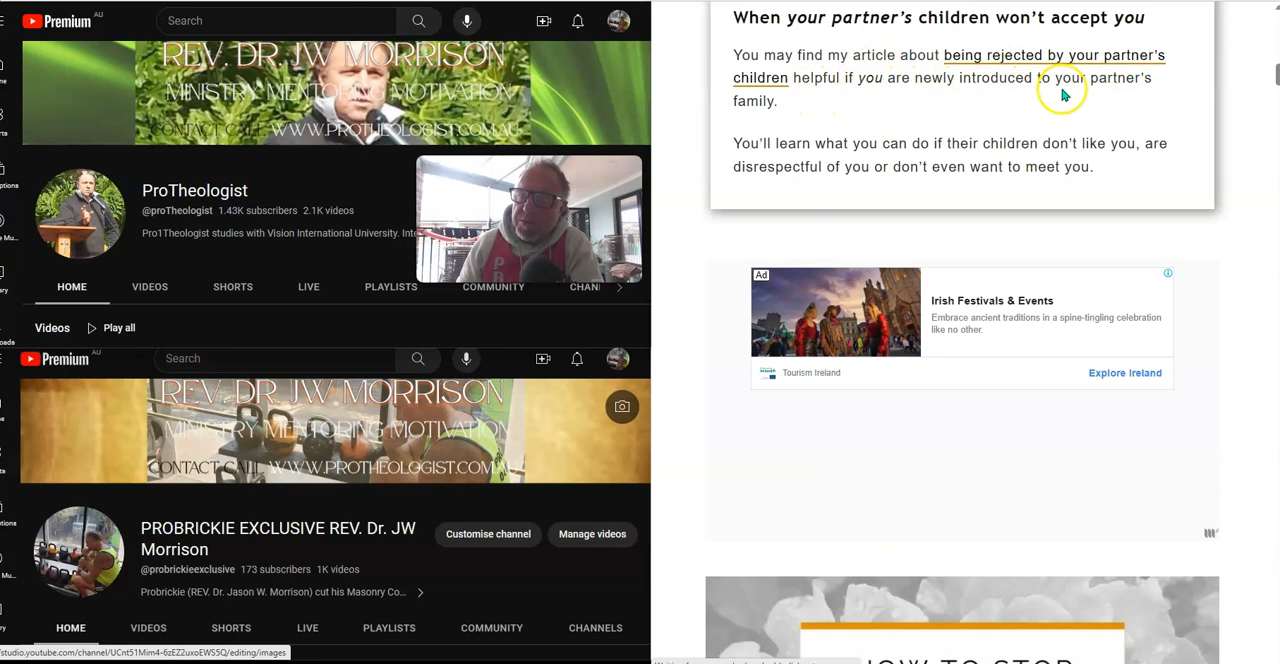 Premium AU
Search
REV. DR. JW MORRISON
MINISTRY MENTORING MOTIVATION
CONTACT CALL WWW.PROTHEOLOGIST.COM.AU
ProTheologist
@proTheologist 1.43K subscribers 2.1K videos
Pro1Theologist studies with Vision International University. Inte
HOME VIDEOS SHORTS LIVE PLAYLISTS COMMUNITY CHAN
Videos Play all
Premium AU
Search
REV. DR. JW MORRISON
MINISTRY MENTORING MOTIVATION
CONTACT CALL WWW.PROTHEOLOGIST.COM.AU
PROBRICKIE EXCLUSIVE REV. Dr. JW
Morrison
Customise channel
Manage videos
@probrickieexclusive 173 subscribers 1K videos
Probrickie (REV. Dr. Jason W. Morrison) cut his Masonry Co...
HOME VIDEOS SHORTS LIVE PLAYLISTS COMMUNITY CHANNELS
studio.youtube.com/channel/UCnt51Mim4-6zEZ2uxoEWS5Q/editing/images
When your partner's children won't accept you
You may find my article about being rejected by your partner's
children helpful if you are newly introduced to your partner's
family.
You'll learn what you can do if their children don't like you, are
disrespectful of you or don't even want to meet you.
Ad
Irish Festivals & Events
Embrace ancient traditions in a spine-tingling celebration
like no other.
Tourism Ireland
Explore Ireland
HOW TO STOP